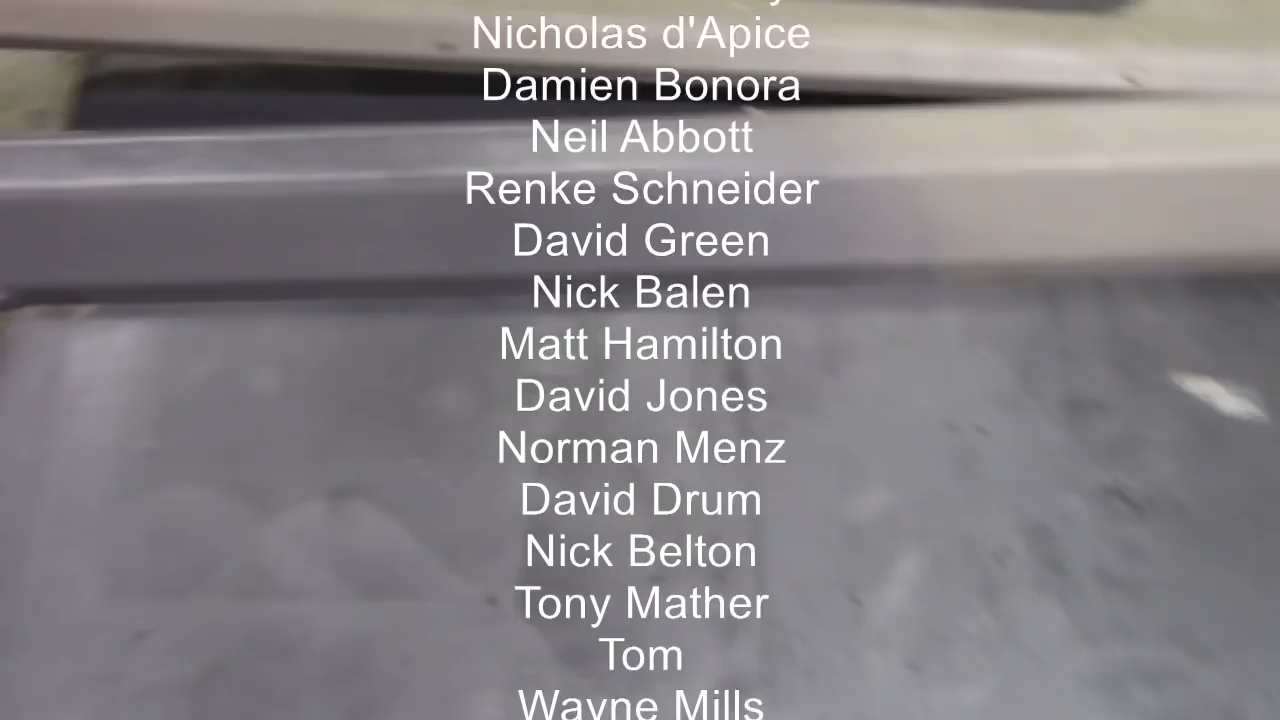 Nicholas d'Apice
Damien Bonora
Neil Abbott
Renke Schneider
David Green
Nick Balen
Matt Hamilton
David Jones
Norman Menz
David Drum
Nick Belton
Tony Mather
Tom
Wayne Mills